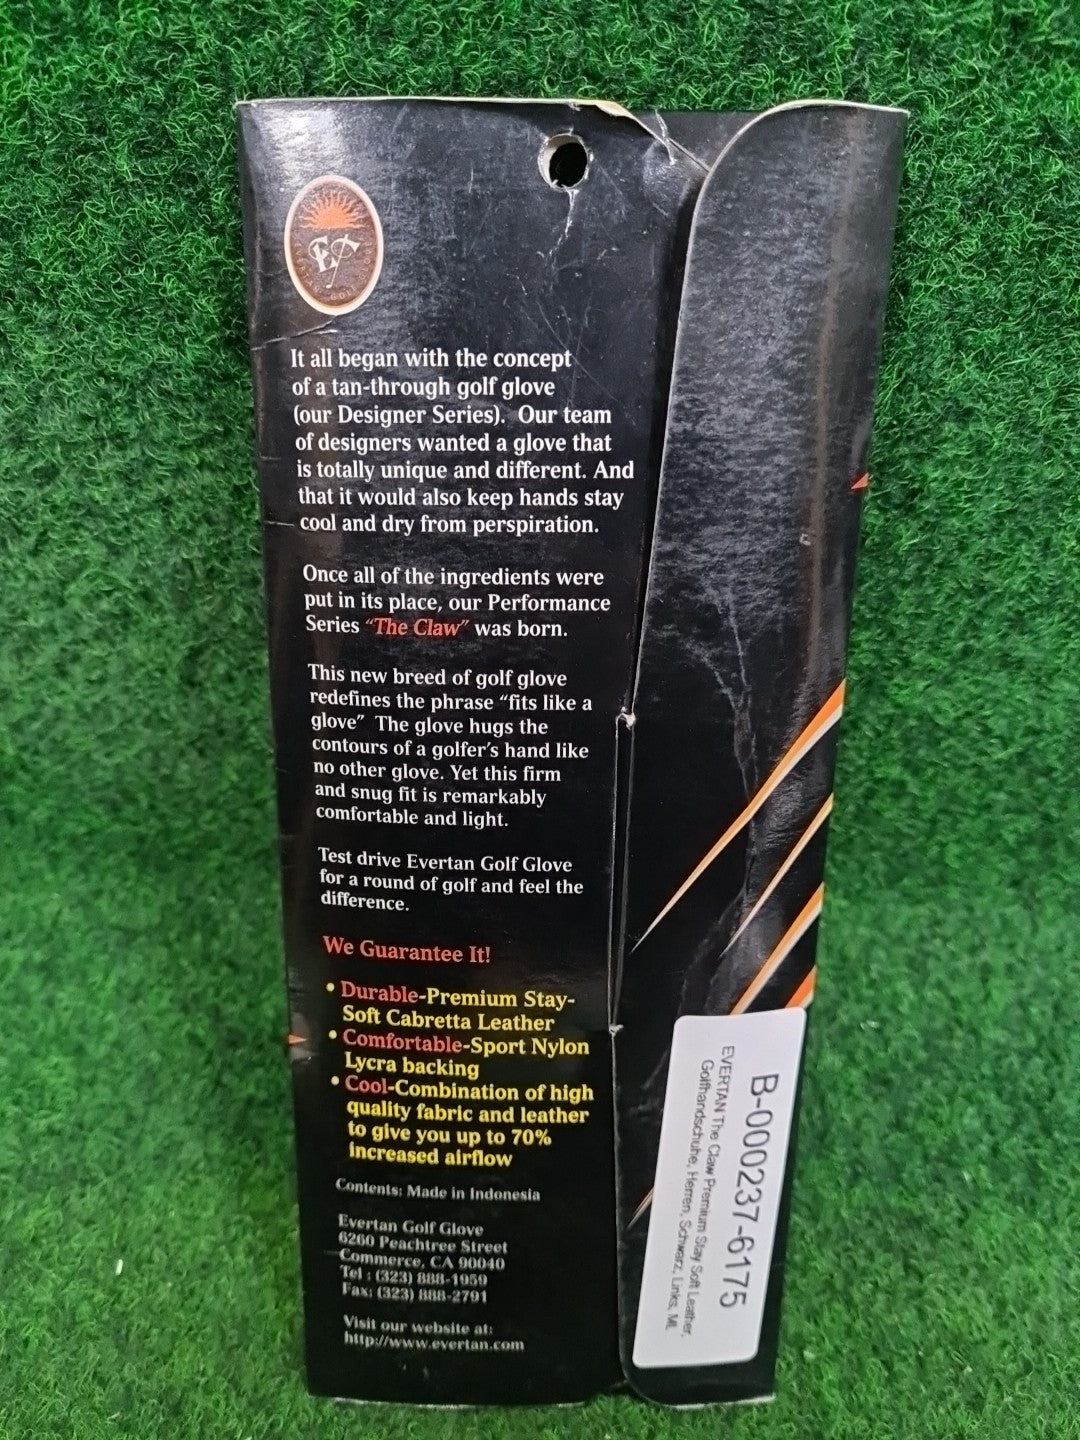 EVERTAN GOLF GLOVE
It all began with the concept
of a tan-through golf glove
(our Designer Series). Our team
of designers wanted a glove that
is totally unique and different. And
that it would also keep hands stay
cool and dry from perspiration.
Once all of the ingredients were
put in its place, our Performance
Series “The Claw” was born.
This new breed of golf glove
redefines the phrase “fits like a
glove” The glove hugs the
contours of a golfer’s hand like
no other glove. Yet this firm
and snug fit is remarkably
comfortable and light.
Test drive Evertan Golf Glove
for a round of golf and feel the
difference.
We Guarantee It!
• Durable-Premium Stay-
Soft Cabretta Leather
• Comfortable-Sport Nylon
Lycra backing
• Cool-Combination of high
quality fabric and leather
to give you up to 70%
increased airflow
Contents: Made in Indonesia
Evertan Golf Glove
6260 Peachtree Street
Commerce, CA 90040
Tel : (323) 888-1959
Fax: (323) 888-2791
Visit our website at:
http://www.evertan.com
B-000237-6175
EVERTAN The Claw Premium Stay Soft Leather,
Golfhandschuhe, Herren, Schwarz, Links, ML